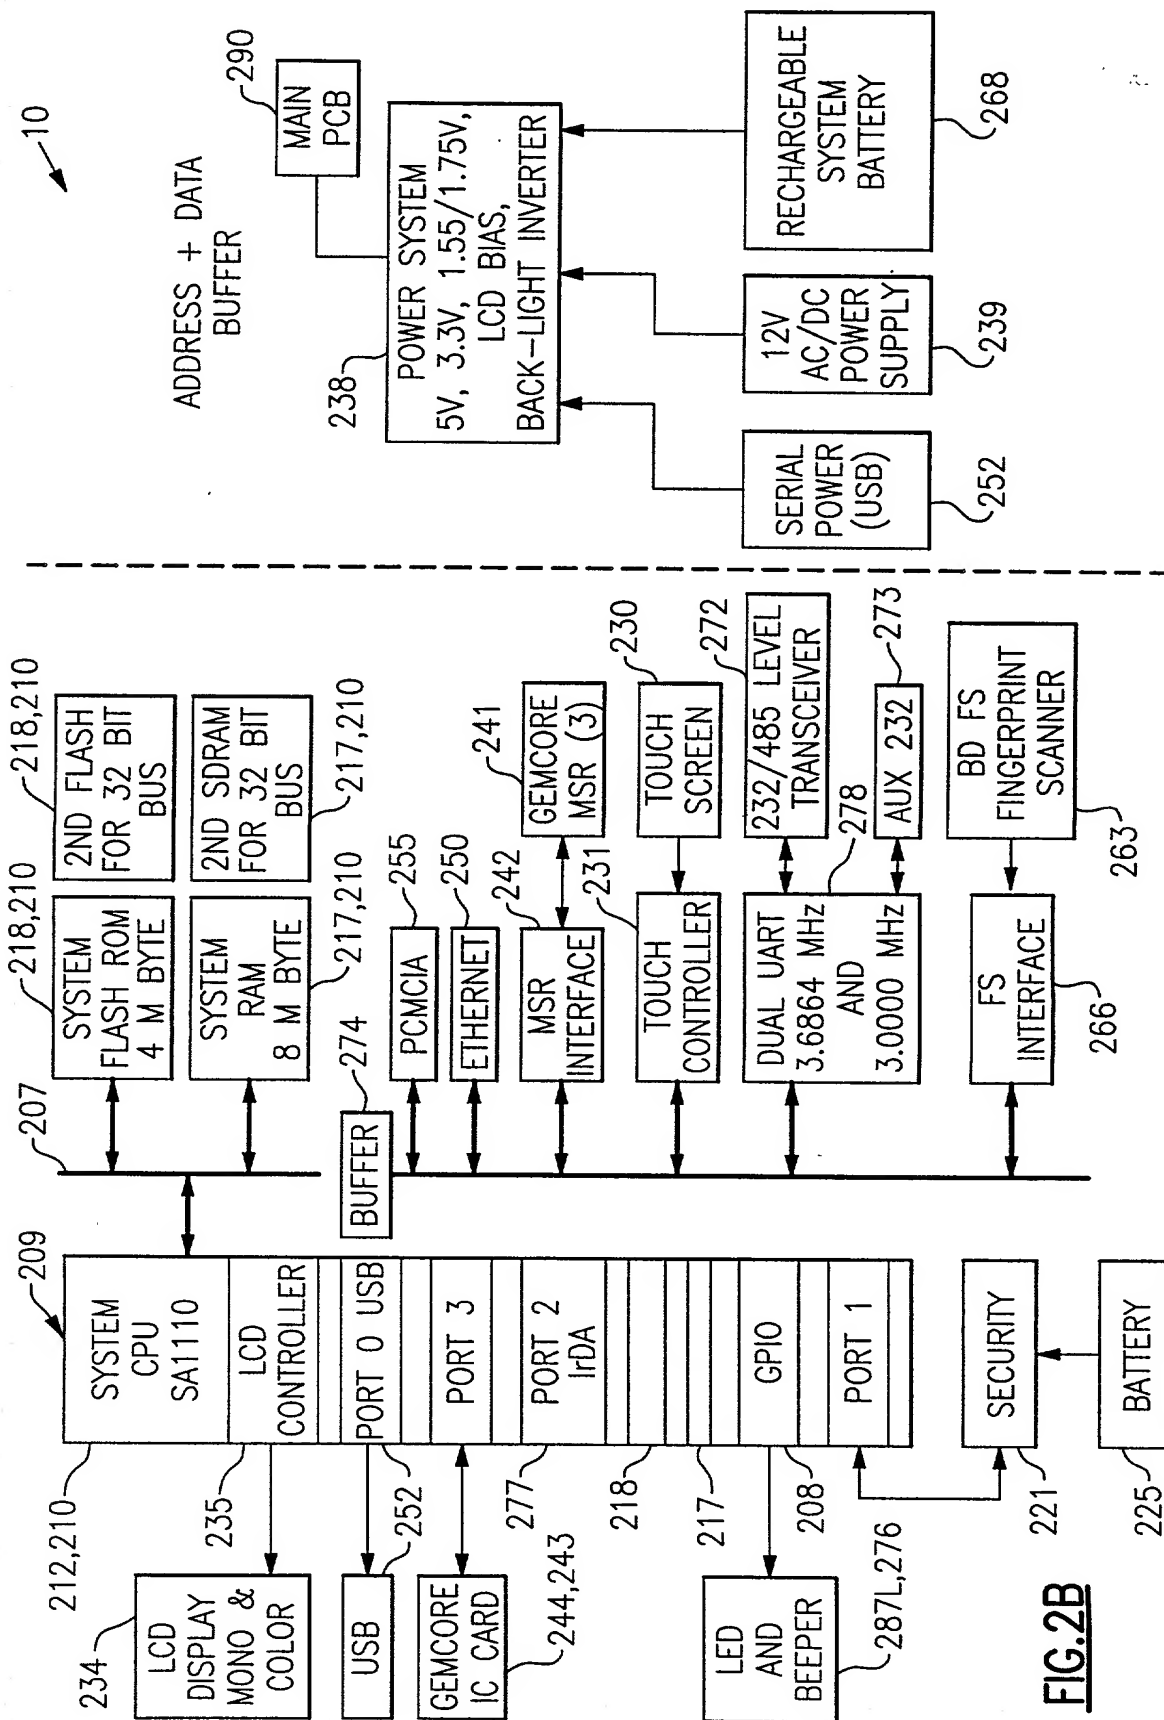 10
ADDRESS + DATA
BUFFER
290
MAIN
PCB
238
POWER SYSTEM
5V, 3.3V, 1.55/1.75V,
LCD BIAS,
BACK-LIGHT INVERTER
SERIAL
POWER
(USB)
252
12V
AC/DC
POWER
SUPPLY
239
RECHARGEABLE
SYSTEM
BATTERY
268
207
218,210
SYSTEM
FLASH ROM
4 M BYTE
218,210
2ND FLASH
FOR 32 BIT
BUS
SYSTEM
RAM
8 M BYTE
217,210
2ND SDRAM
FOR 32 BIT
BUS
217,210
BUFFER
274
PCMCIA
255
ETHERNET
250
MSR
INTERFACE
242
GEMCORE
MSR (3)
241
TOUCH
CONTROLLER
231
TOUCH
SCREEN
230
DUAL UART
3.6864 MHz
AND
3.0000 MHz
278
232/485 LEVEL
TRANSCEIVER
272
AUX 232
273
FS
INTERFACE
266
BD FS
FINGERPRINT
SCANNER
263
209
SYSTEM
CPU
SA1110
212,210
LCD
CONTROLLER
235
PORT 0 USB
252
PORT 3
PORT 2
IrDA
277
218
217
GPIO
208
PORT 1
SECURITY
221
BATTERY
225
234
LCD
DISPLAY
MONO &
COLOR
USB
GEMCORE
IC CARD
244,243
LED
AND
BEEPER
287L,276
FIG.2B